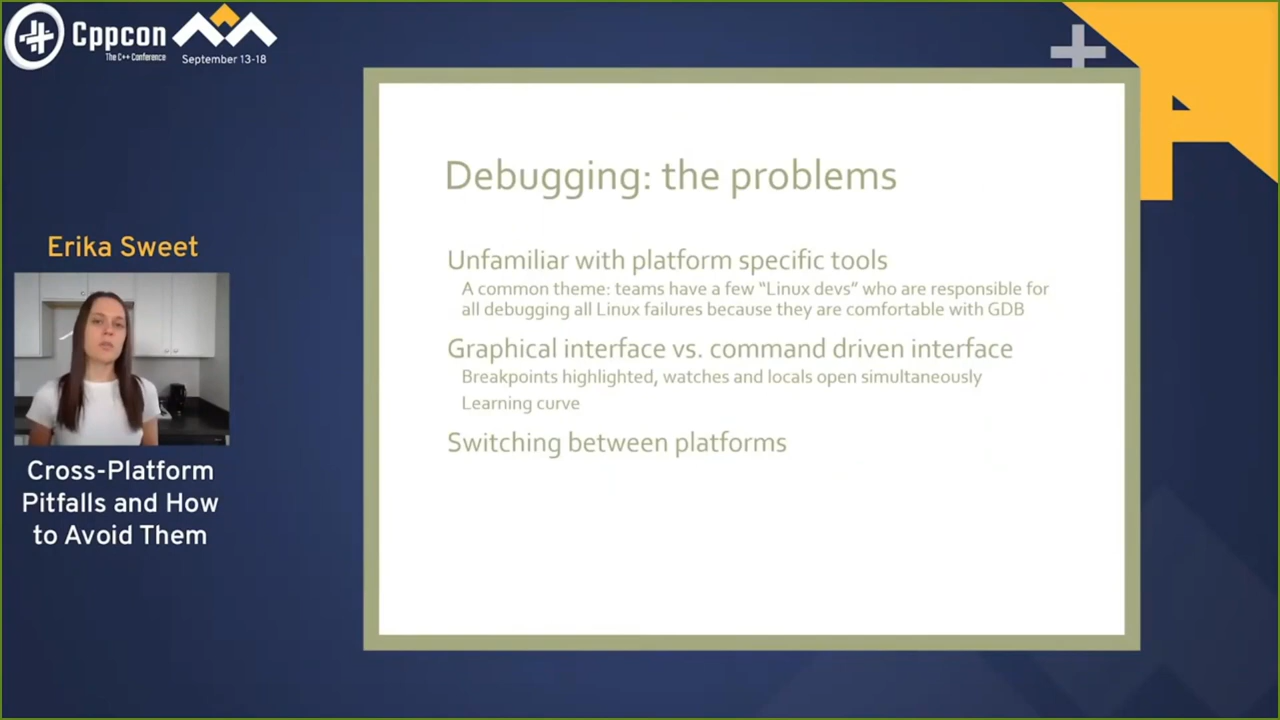 Cppcon
The C++ Conference
September 13-18
Erika Sweet
Cross-Platform
Pitfalls and How
to Avoid Them
Debugging: the problems
Unfamiliar with platform specific tools
A common theme: teams have a few “Linux devs” who are responsible for
all debugging all Linux failures because they are comfortable with GDB
Graphical interface vs. command driven interface
Breakpoints highlighted, watches and locals open simultaneously
Learning curve
Switching between platforms